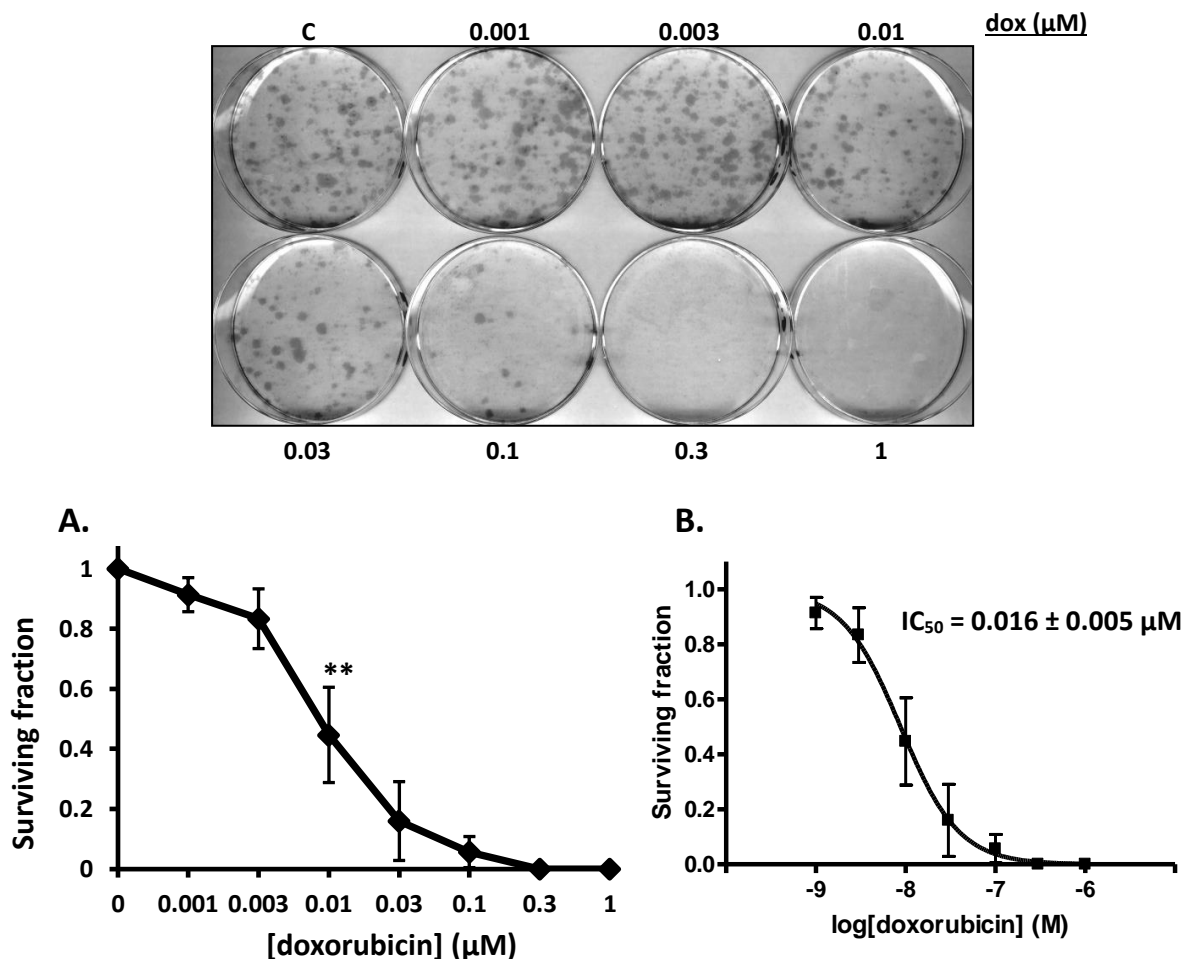 C 0.001 0.003 0.01 dox (µM)
0.03 0.1 0.3 1
A.
1
0.8
0.6
0.4
0.2
0
**
0 0.001 0.003 0.01 0.03 0.1 0.3 1
[doxorubicin] (µM)
Surviving fraction
B.
1.0
0.8
0.6
0.4
0.2
0.0
IC50 = 0.016 ± 0.005 µM
-9 -8 -7 -6
log[doxorubicin] (M)
Surviving fraction